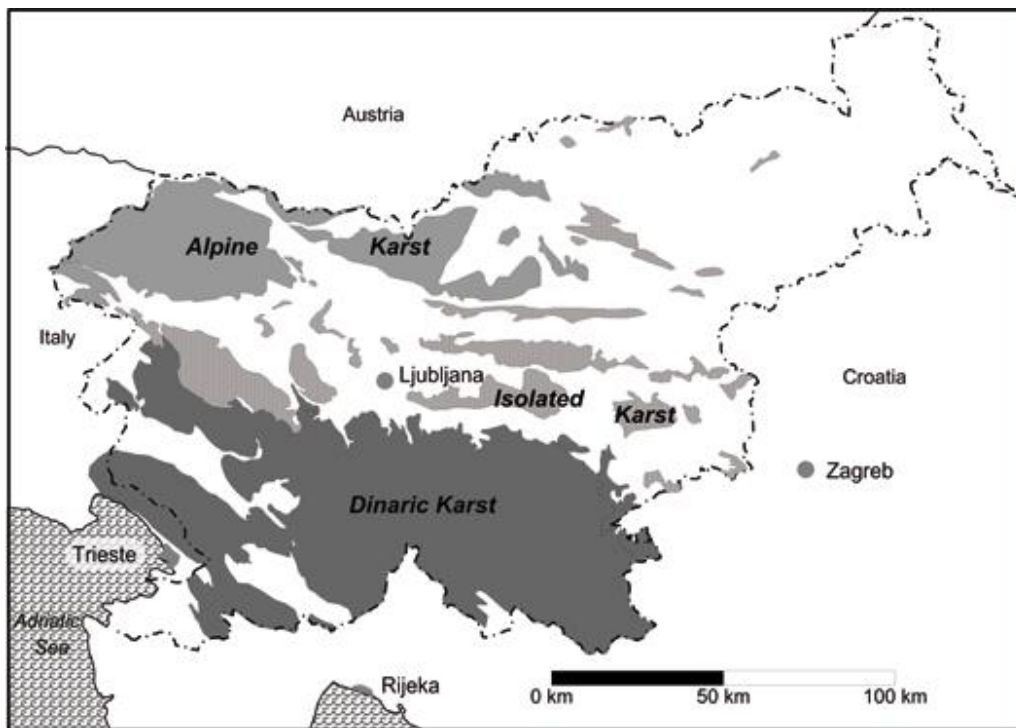 Austria
Alpine
Karst
Italy
Ljubljana
Isolated
Croatia
Karst
Zagreb
Dinaric Karst
Trieste
Adriatic
See
Rijeka
0 km 50 km 100 km